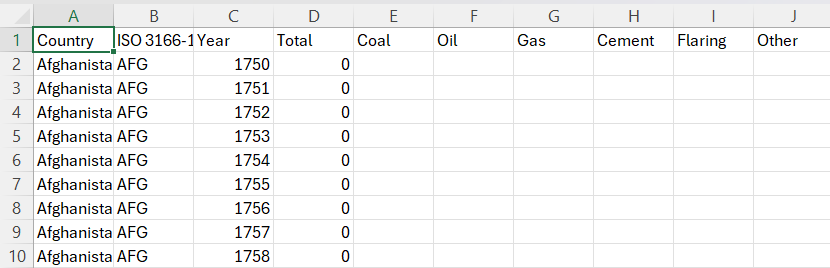 A B C D E F G H I J
1 Country ISO 3166-1 Year Total Coal Oil Gas Cement Flaring Other
2 Afghanista AFG 1750 0
3 Afghanista AFG 1751 0
4 Afghanista AFG 1752 0
5 Afghanista AFG 1753 0
6 Afghanista AFG 1754 0
7 Afghanista AFG 1755 0
8 Afghanista AFG 1756 0
9 Afghanista AFG 1757 0
10 Afghanista AFG 1758 0